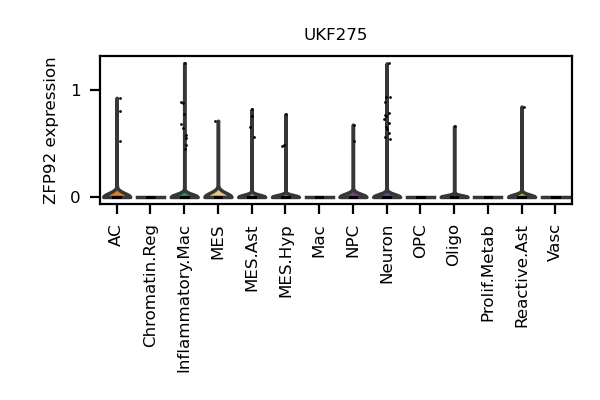 UKF275
ZFP92 expression
1
0
AC
Chromatin.Reg
Inflammatory.Mac
MES
MES.Ast
MES.Hyp
Mac
NPC
Neuron
OPC
Oligo
Prolif.Metab
Reactive.Ast
Vasc